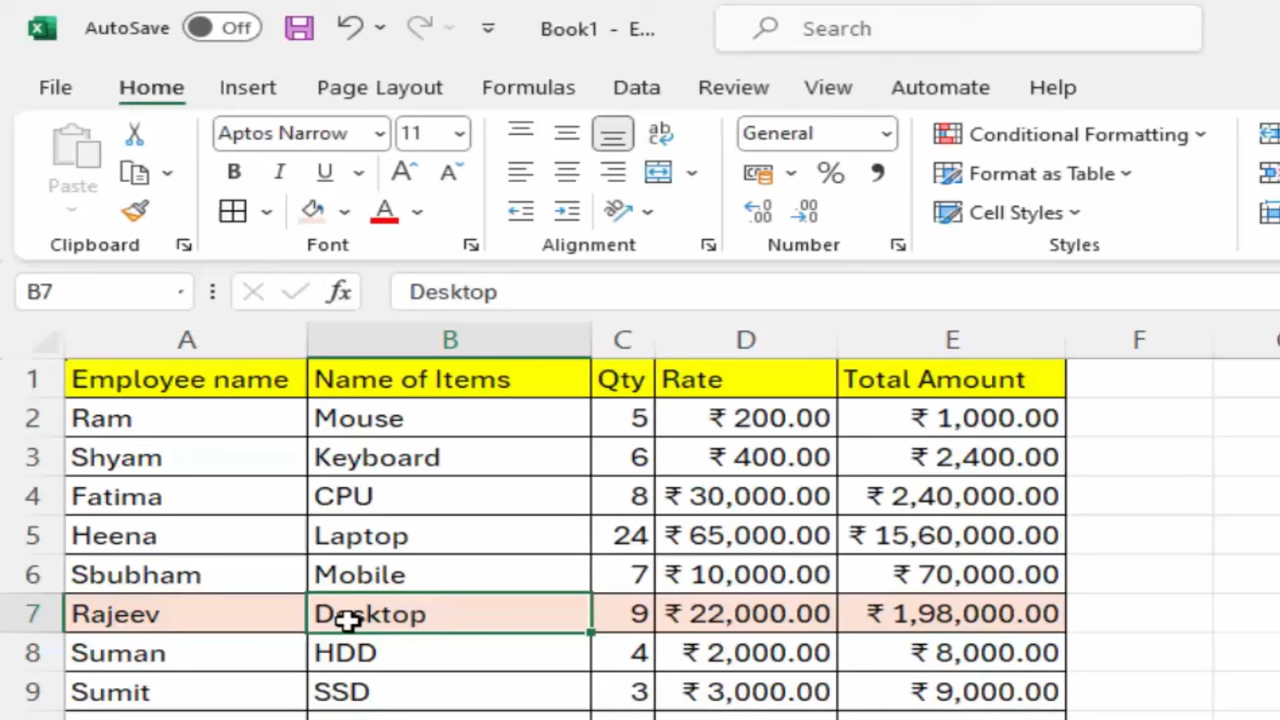 AutoSave Off Book1 - E... Search
File Home Insert Page Layout Formulas Data Review View Automate Help
Aptos Narrow 11 ab c General Conditional Formatting
Paste B I U A A % Format as Table
A ab .00 .00 Cell Styles
Clipboard Font Alignment Number Styles
B7 fx Desktop
A B C D E F
1 Employee name Name of Items Qty Rate Total Amount
2 Ram Mouse 5 ₹ 200.00 ₹ 1,000.00
3 Shyam Keyboard 6 ₹ 400.00 ₹ 2,400.00
4 Fatima CPU 8 ₹ 30,000.00 ₹ 2,40,000.00
5 Heena Laptop 24 ₹ 65,000.00 ₹ 15,60,000.00
6 Sbubham Mobile 7 ₹ 10,000.00 ₹ 70,000.00
7 Rajeev Desktop 9 ₹ 22,000.00 ₹ 1,98,000.00
8 Suman HDD 4 ₹ 2,000.00 ₹ 8,000.00
9 Sumit SSD 3 ₹ 3,000.00 ₹ 9,000.00